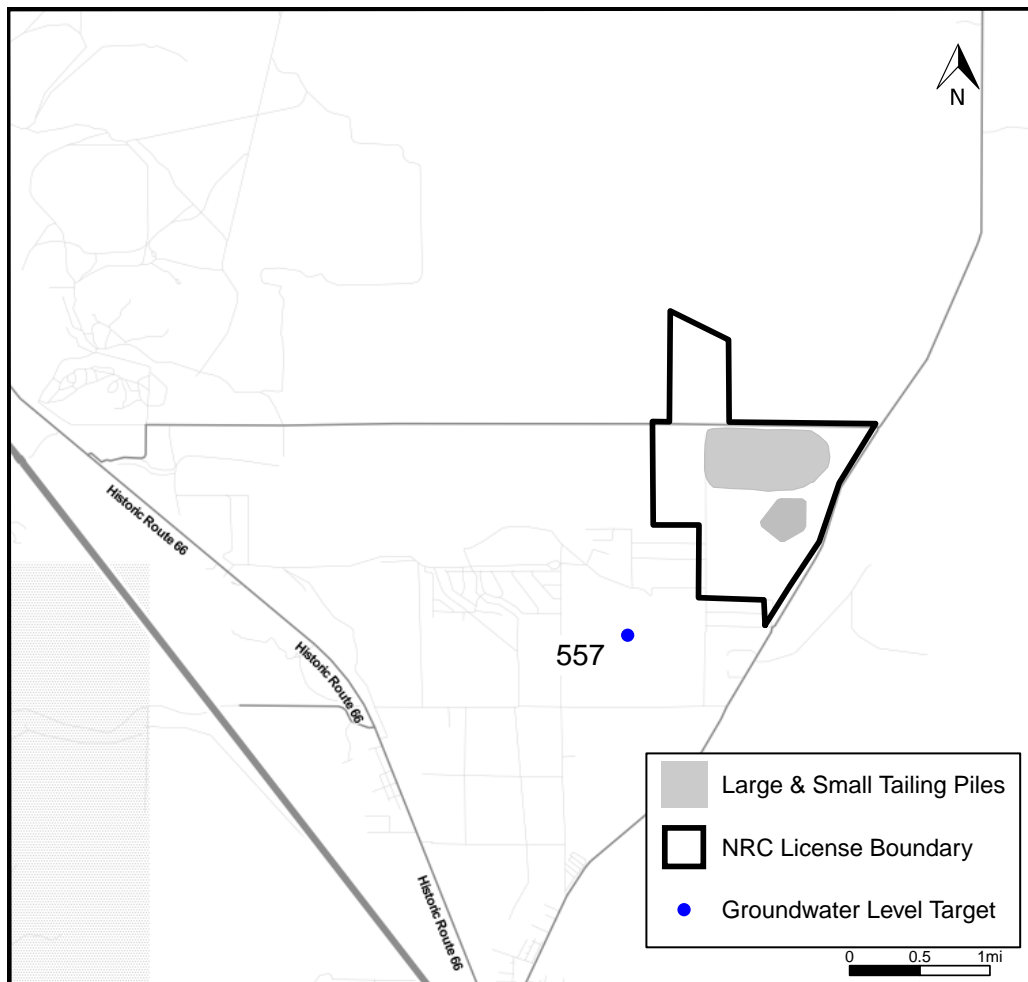 N
Historic Route 66
Historic Route 66
557
Historic Route 66
Large & Small Tailing Piles
NRC License Boundary
Groundwater Level Target
0 0.5 1mi